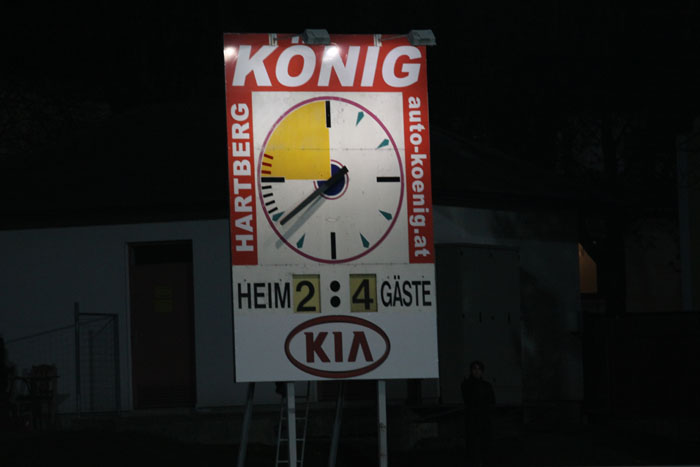 KÖNIG
HARTBERG
auto-koenig.at
HEIM 2 : 4 GÄSTE
KIA